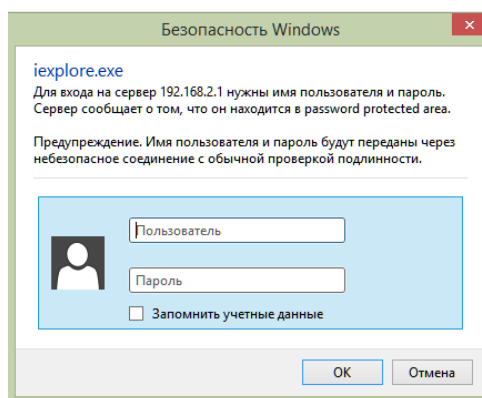 Безопасность Windows
iexplore.exe
Для входа на сервер 192.168.2.1 нужны имя пользователя и пароль.
Сервер сообщает о том, что он находится в password protected area.
Предупреждение. Имя пользователя и пароль будут переданы через
небезопасное соединение с обычной проверкой подлинности.
Пользователь
Пароль
Запомнить учетные данные
ОК
Отмена